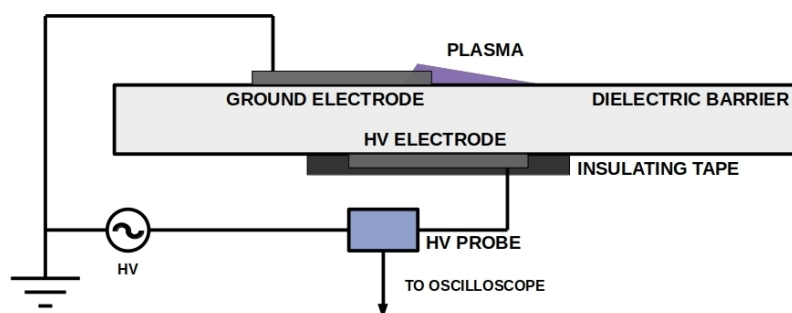 PLASMA
GROUND ELECTRODE
DIELECTRIC BARRIER
HV ELECTRODE
INSULATING TAPE
HV PROBE
HV
TO OSCILLOSCOPE